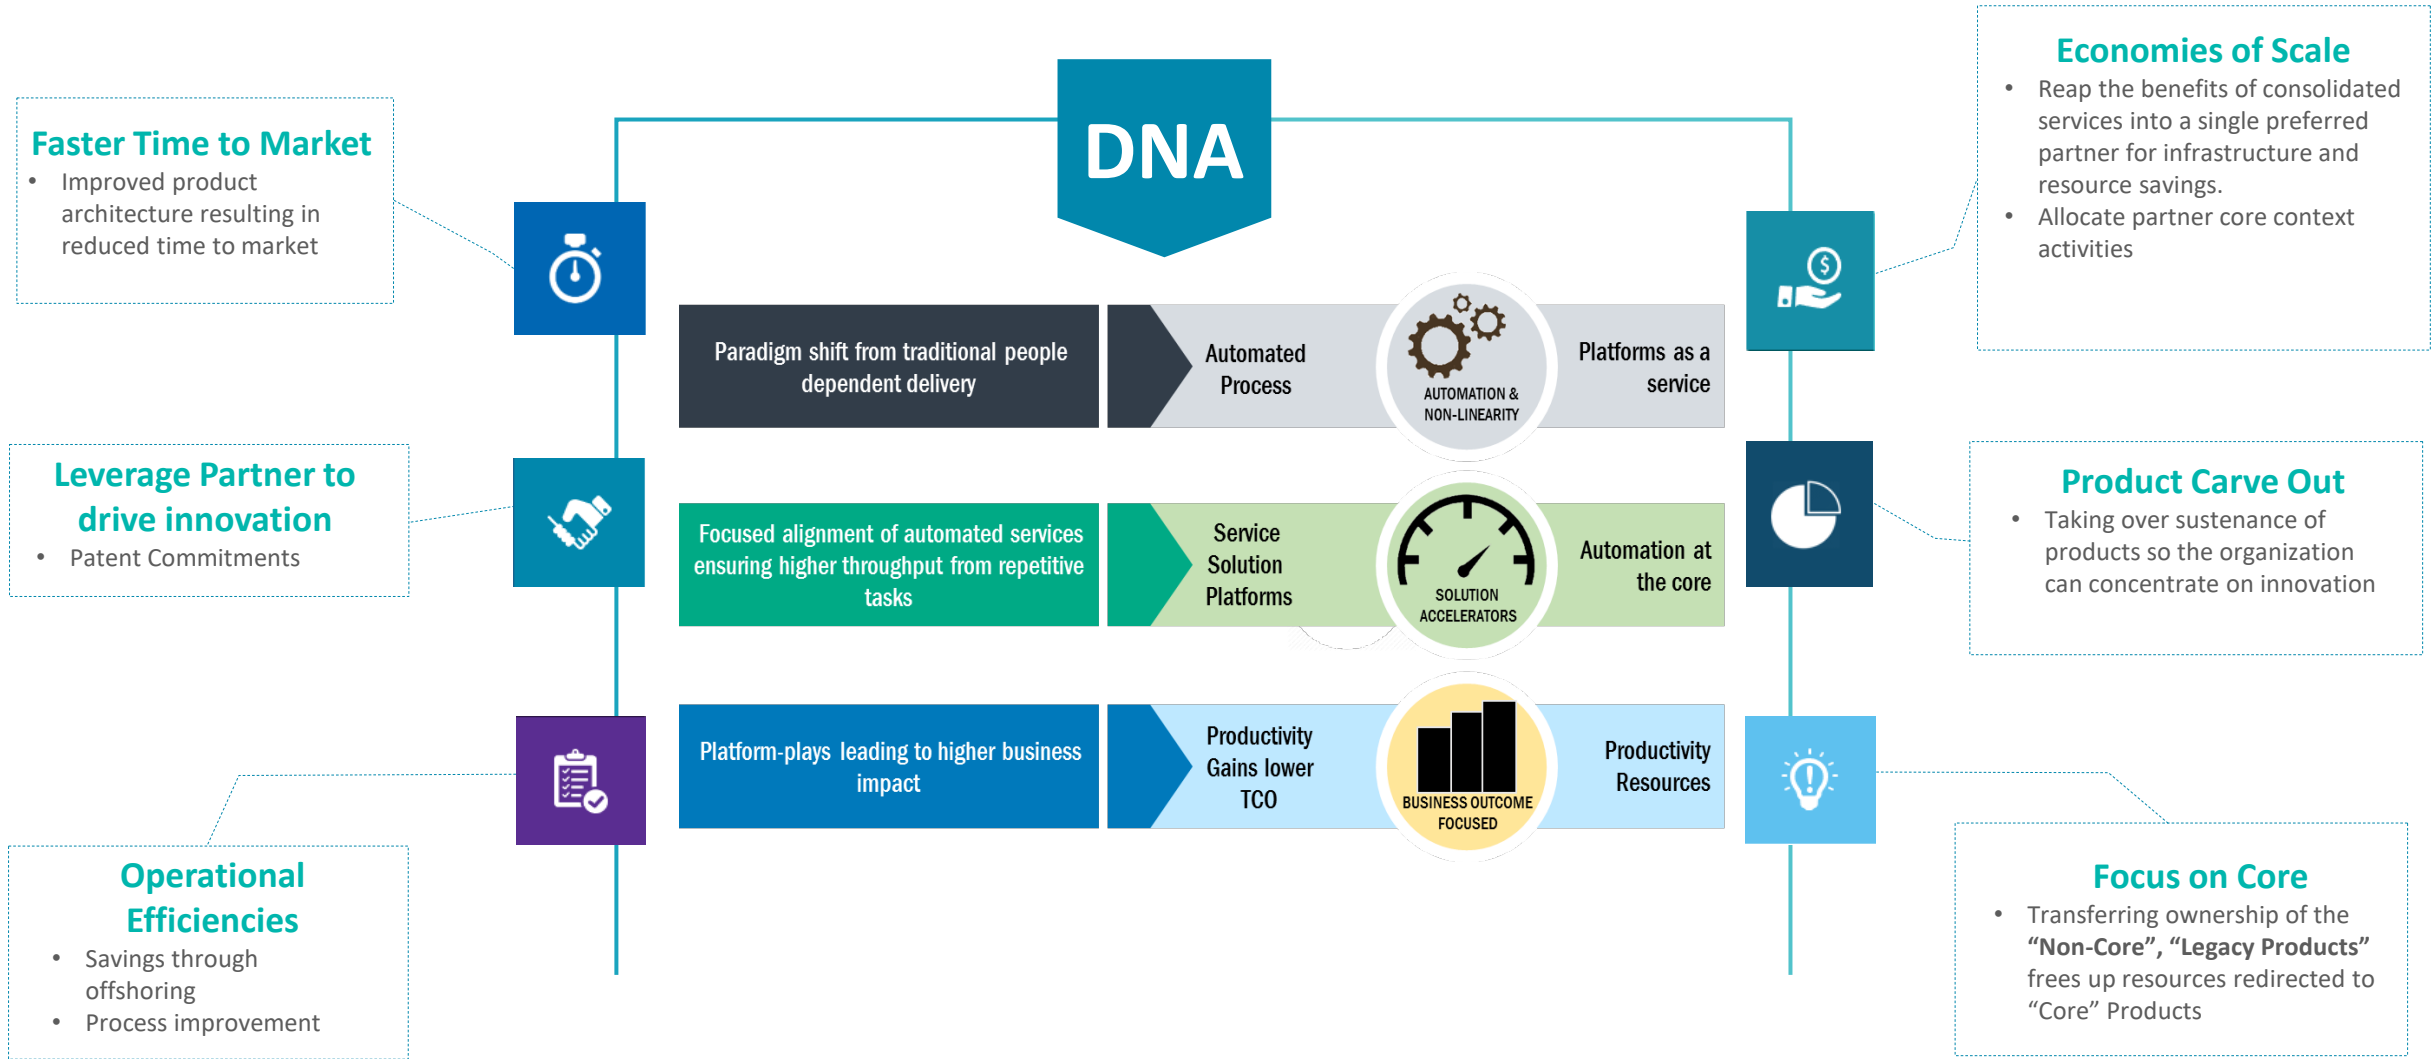 DNA
Faster Time to Market
• Improved product
architecture resulting in
reduced time to market
Leverage Partner to
drive innovation
• Patent Commitments
Operational
Efficiencies
• Savings through
offshoring
• Process improvement
Paradigm shift from traditional people
dependent delivery
Automated
Process
AUTOMATION &
NON-LINEARITY
Platforms as a
service
Focused alignment of automated services
ensuring higher throughput from repetitive
tasks
Service
Solution
Platforms
SOLUTION
ACCELERATORS
Automation at
the core
Platform-plays leading to higher business
impact
Productivity
Gains lower
TCO
BUSINESS OUTCOME
FOCUSED
Productivity
Resources
Economies of Scale
• Reap the benefits of consolidated
services into a single preferred
partner for infrastructure and
resource savings.
• Allocate partner core context
activities
Product Carve Out
• Taking over sustenance of
products so the organization
can concentrate on innovation
Focus on Core
• Transferring ownership of the
“Non-Core”, “Legacy Products”
frees up resources redirected to
“Core” Products